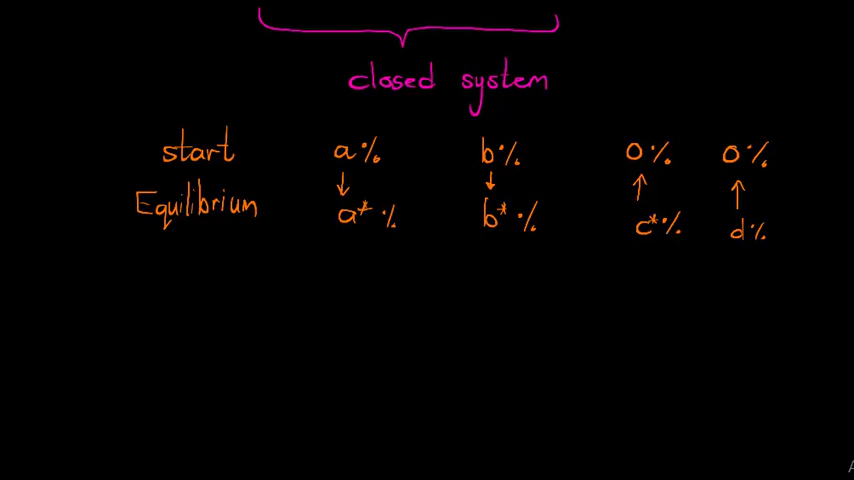 closed system
start a% b% 0% 0%
Equilibrium a*% b*% c*% d%